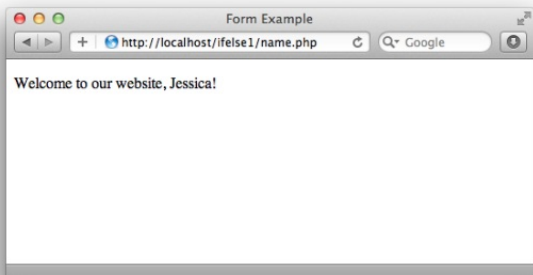 Form Example
http://localhost/ifelse1/name.php
Google
Welcome to our website, Jessica!